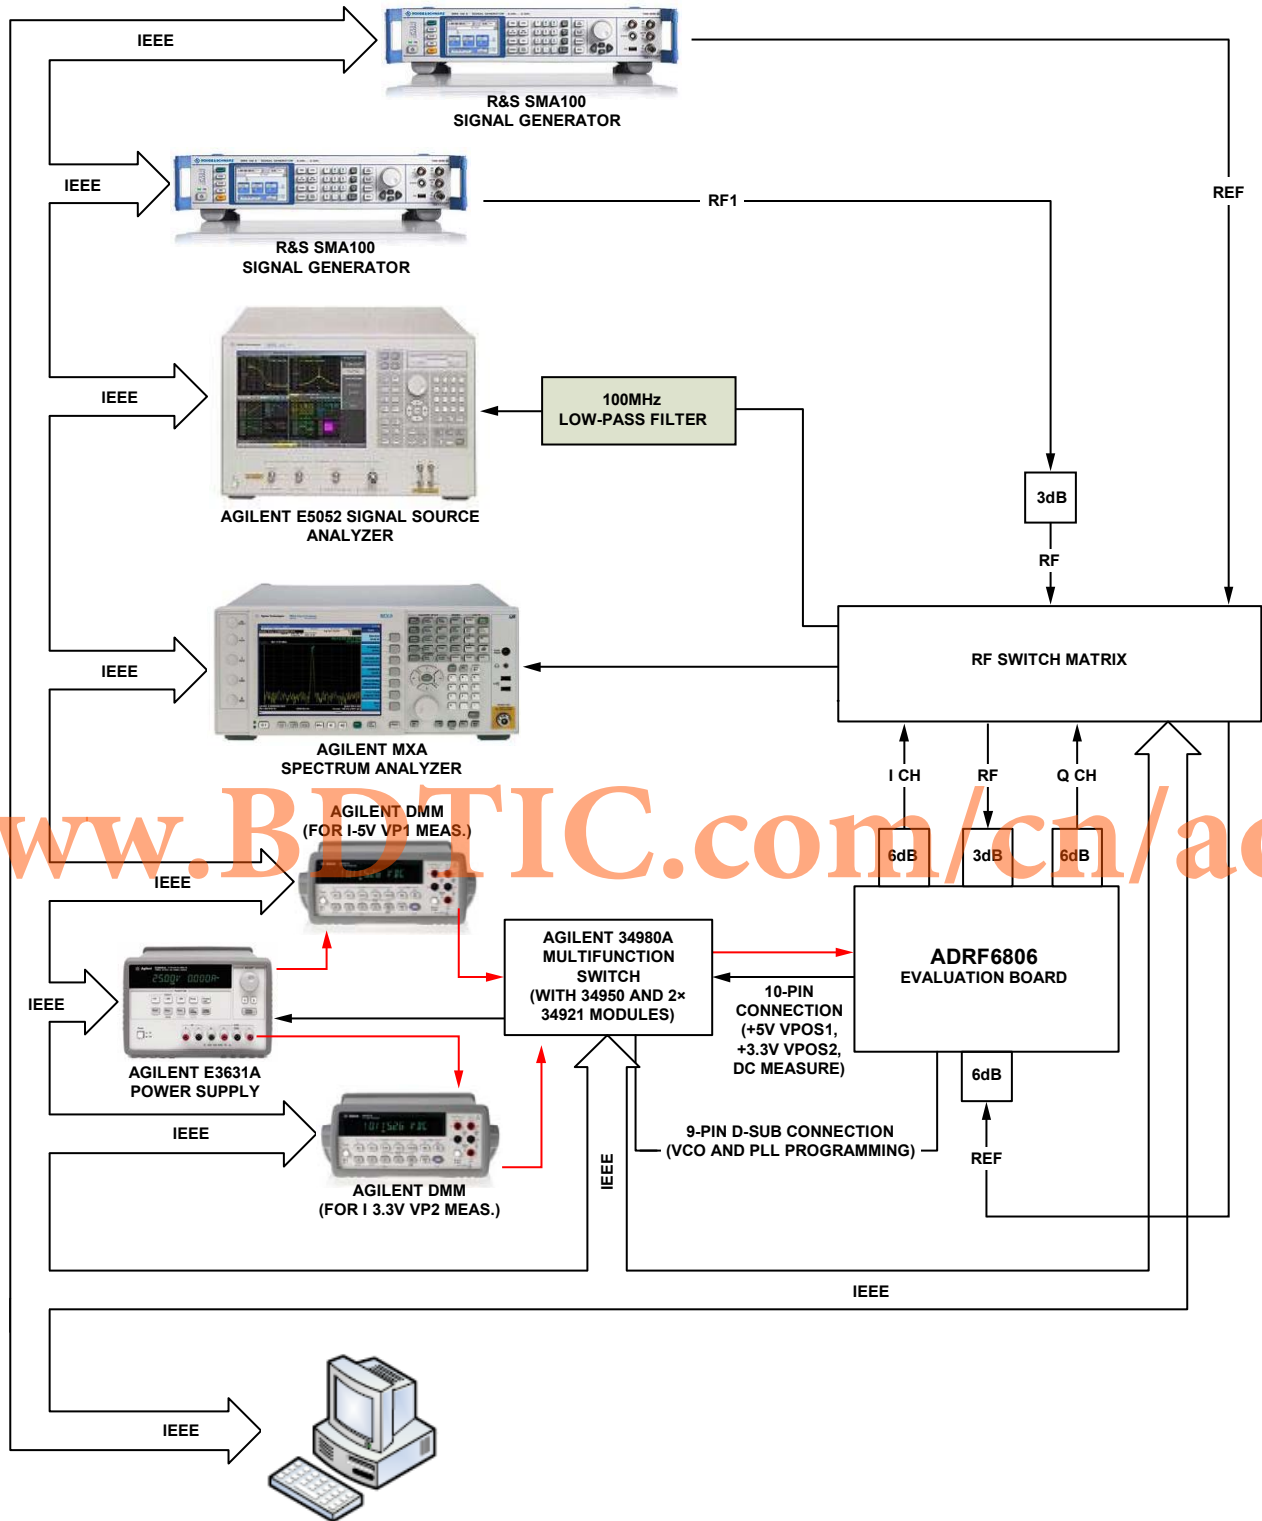 IEEE
R&S SMA100
SIGNAL GENERATOR
IEEE
R&S SMA100
SIGNAL GENERATOR
RF1
REF
IEEE
100MHz
LOW-PASS FILTER
AGILENT E5052 SIGNAL SOURCE
ANALYZER
3dB
RF
IEEE
RF SWITCH MATRIX
AGILENT MXA
SPECTRUM ANALYZER
I CH
RF
Q CH
www.BDTIC.com/cn/ad
AGILENT DMM
(FOR I-5V VP1 MEAS.)
IEEE
6dB
3dB
6dB
AGILENT 34980A
MULTIFUNCTION
SWITCH
(WITH 34950 AND 2×
34921 MODULES)
ADRF6806
EVALUATION BOARD
IEEE
10-PIN
CONNECTION
(+5V VPOS1,
+3.3V VPOS2,
DC MEASURE)
AGILENT E3631A
POWER SUPPLY
6dB
IEEE
9-PIN D-SUB CONNECTION
(VCO AND PLL PROGRAMMING)
REF
AGILENT DMM
(FOR I 3.3V VP2 MEAS.)
IEEE
IEEE
IEEE